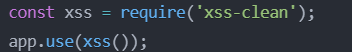 const xss = require('xss-clean');
app.use(xss());